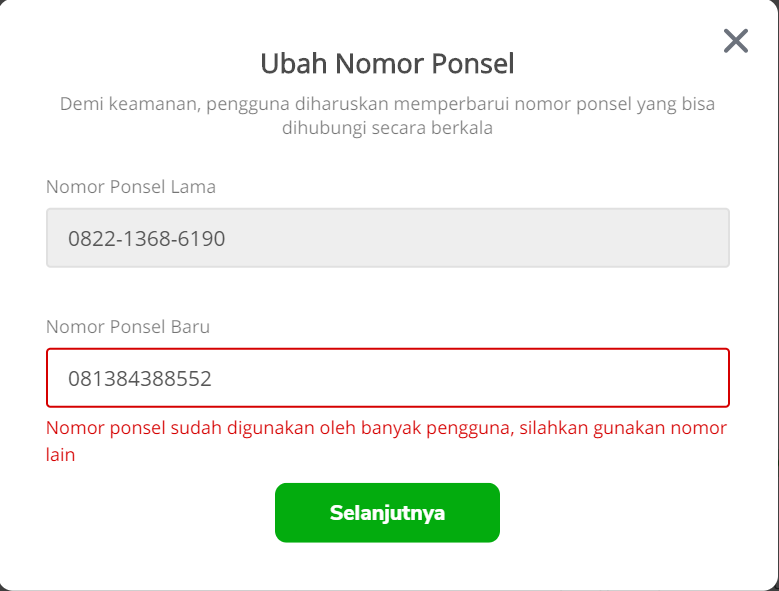 Ubah Nomor Ponsel
Demi keamanan, pengguna diharuskan memperbarui nomor ponsel yang bisa
dihubungi secara berkala
Nomor Ponsel Lama
0822-1368-6190
Nomor Ponsel Baru
081384388552
Nomor ponsel sudah digunakan oleh banyak pengguna, silahkan gunakan nomor
lain
Selanjutnya